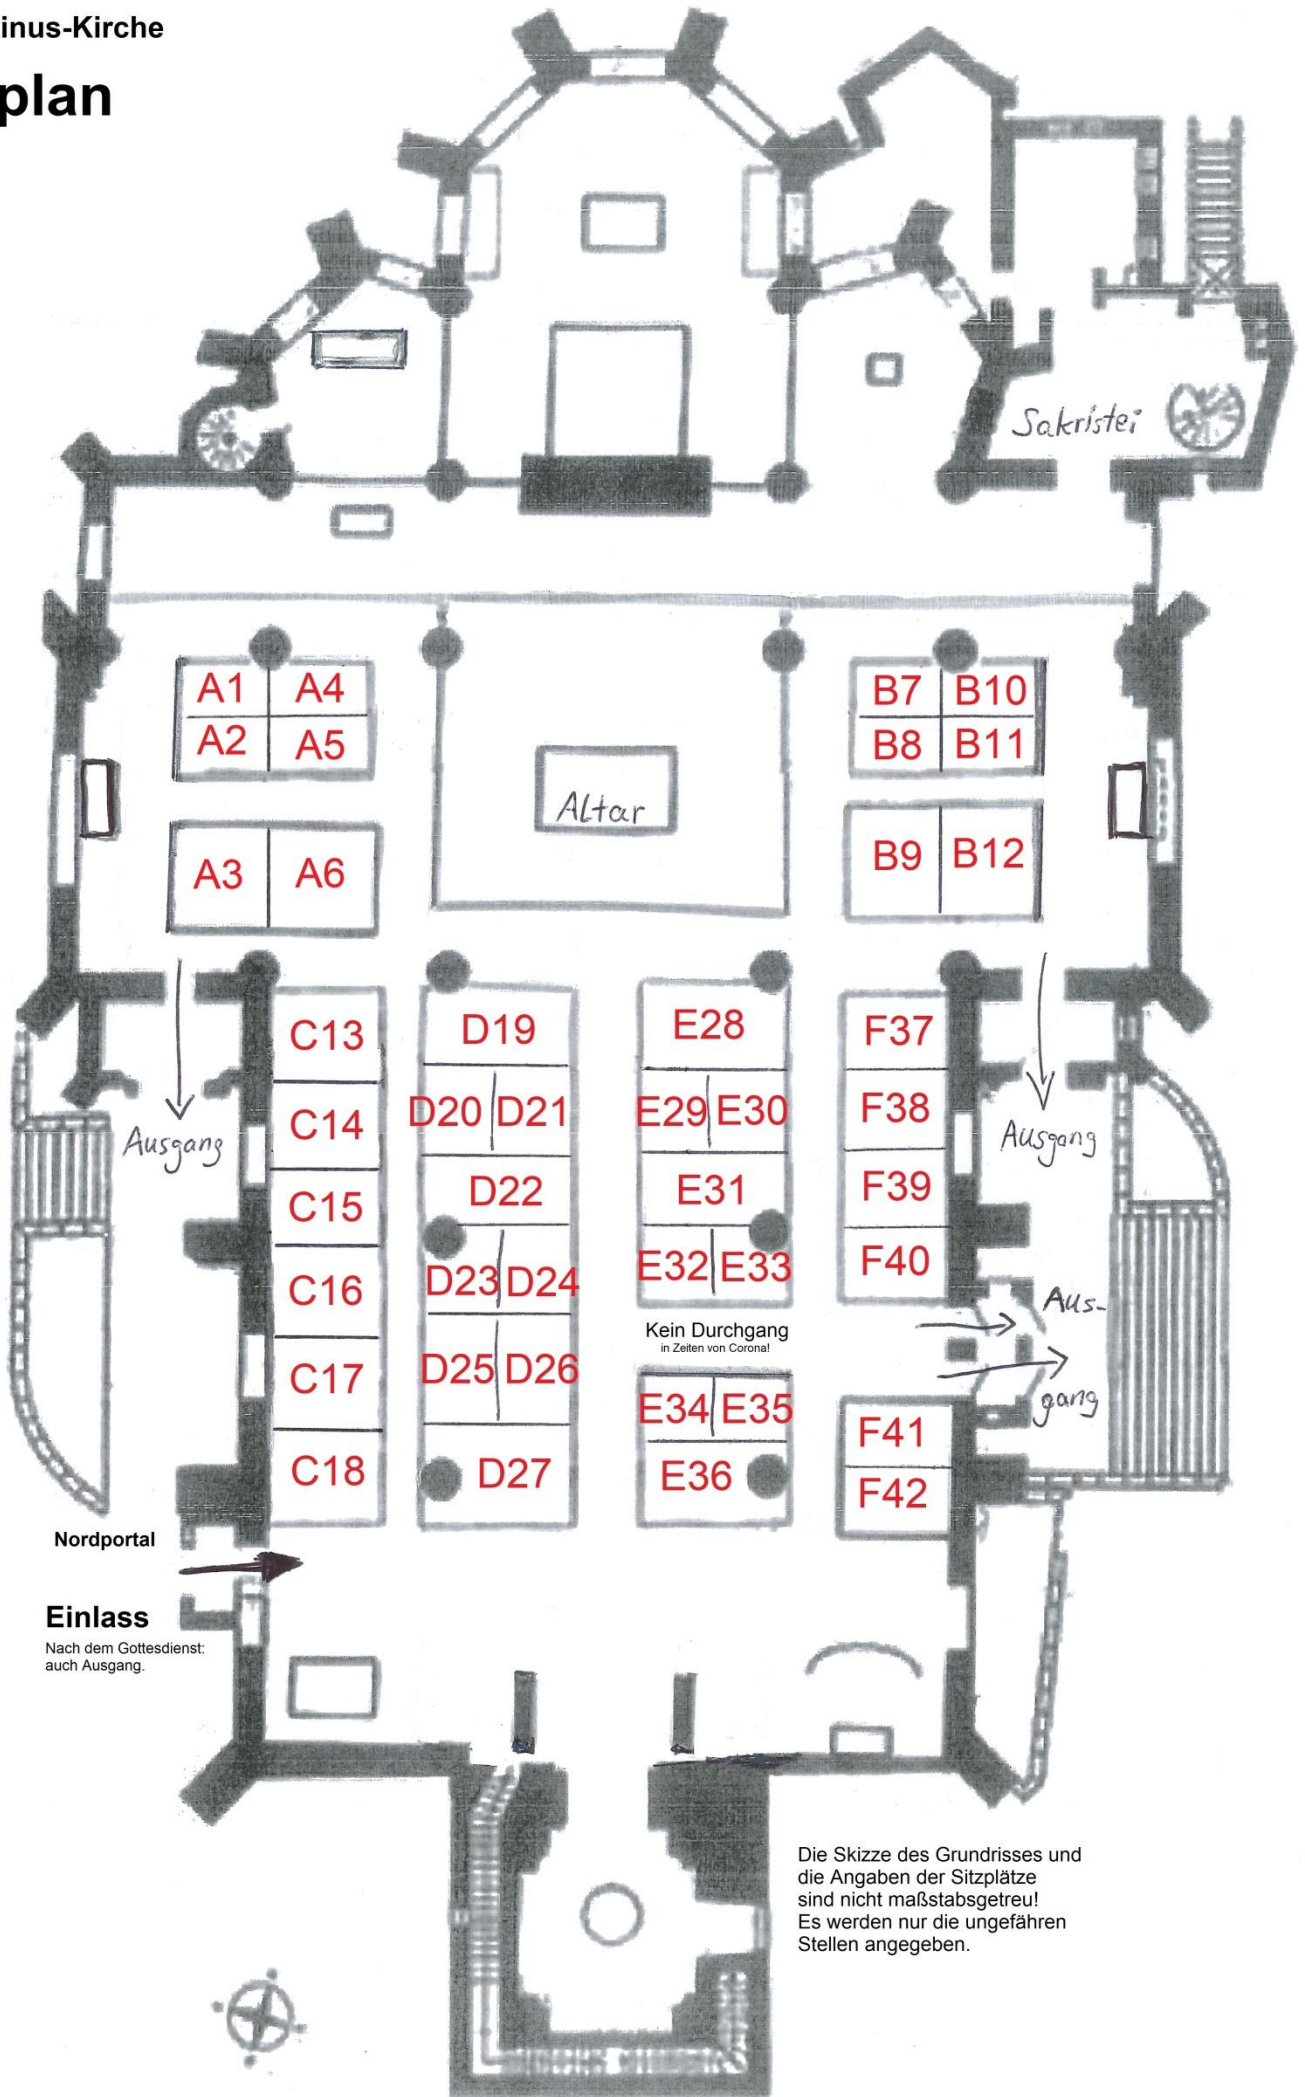 inus-Kirche
plan
Sakristei
A1 A4
A2 A5
B7 B10
B8 B11
Altar
A3 A6
B9 B12
C13
D19
E28
F37
C14
D20 D21
E29 E30
F38
Ausgang
Ausgang
C15
D22
E31
F39
C16
D23 D24
E32 E33
F40
Aus-
gang
Kein Durchgang
in Zeiten von Corona!
C17
D25 D26
E34 E35
F41
C18
D27
E36
F42
Nordportal
Einlass
Nach dem Gottesdienst:
auch Ausgang.
Die Skizze des Grundrisses und
die Angaben der Sitzplätze
sind nicht maßstabsgetreu!
Es werden nur die ungefähren
Stellen angegeben.